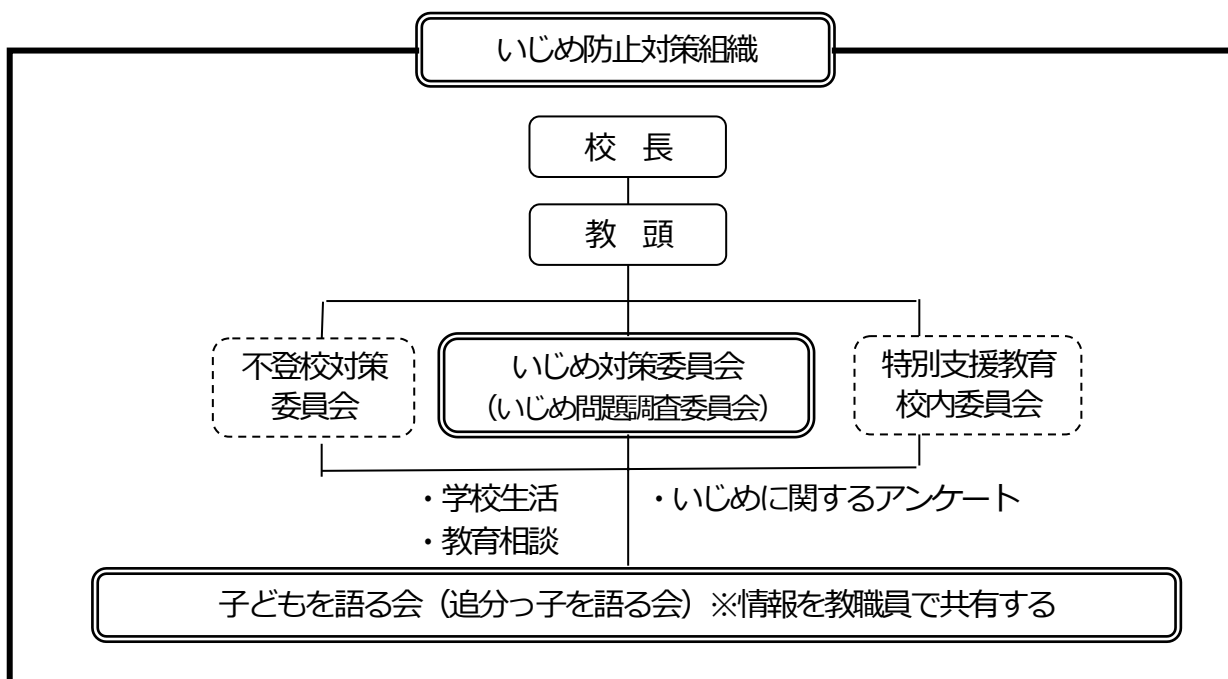 いじめ防止対策組織
校　長
教　頭
不登校対策
委員会
いじめ対策委員会
（いじめ問題調査委員会）
特別支援教育
校内委員会
・学校生活
・教育相談
・いじめに関するアンケート
子どもを語る会（追分っ子を語る会）※情報を教職員で共有する